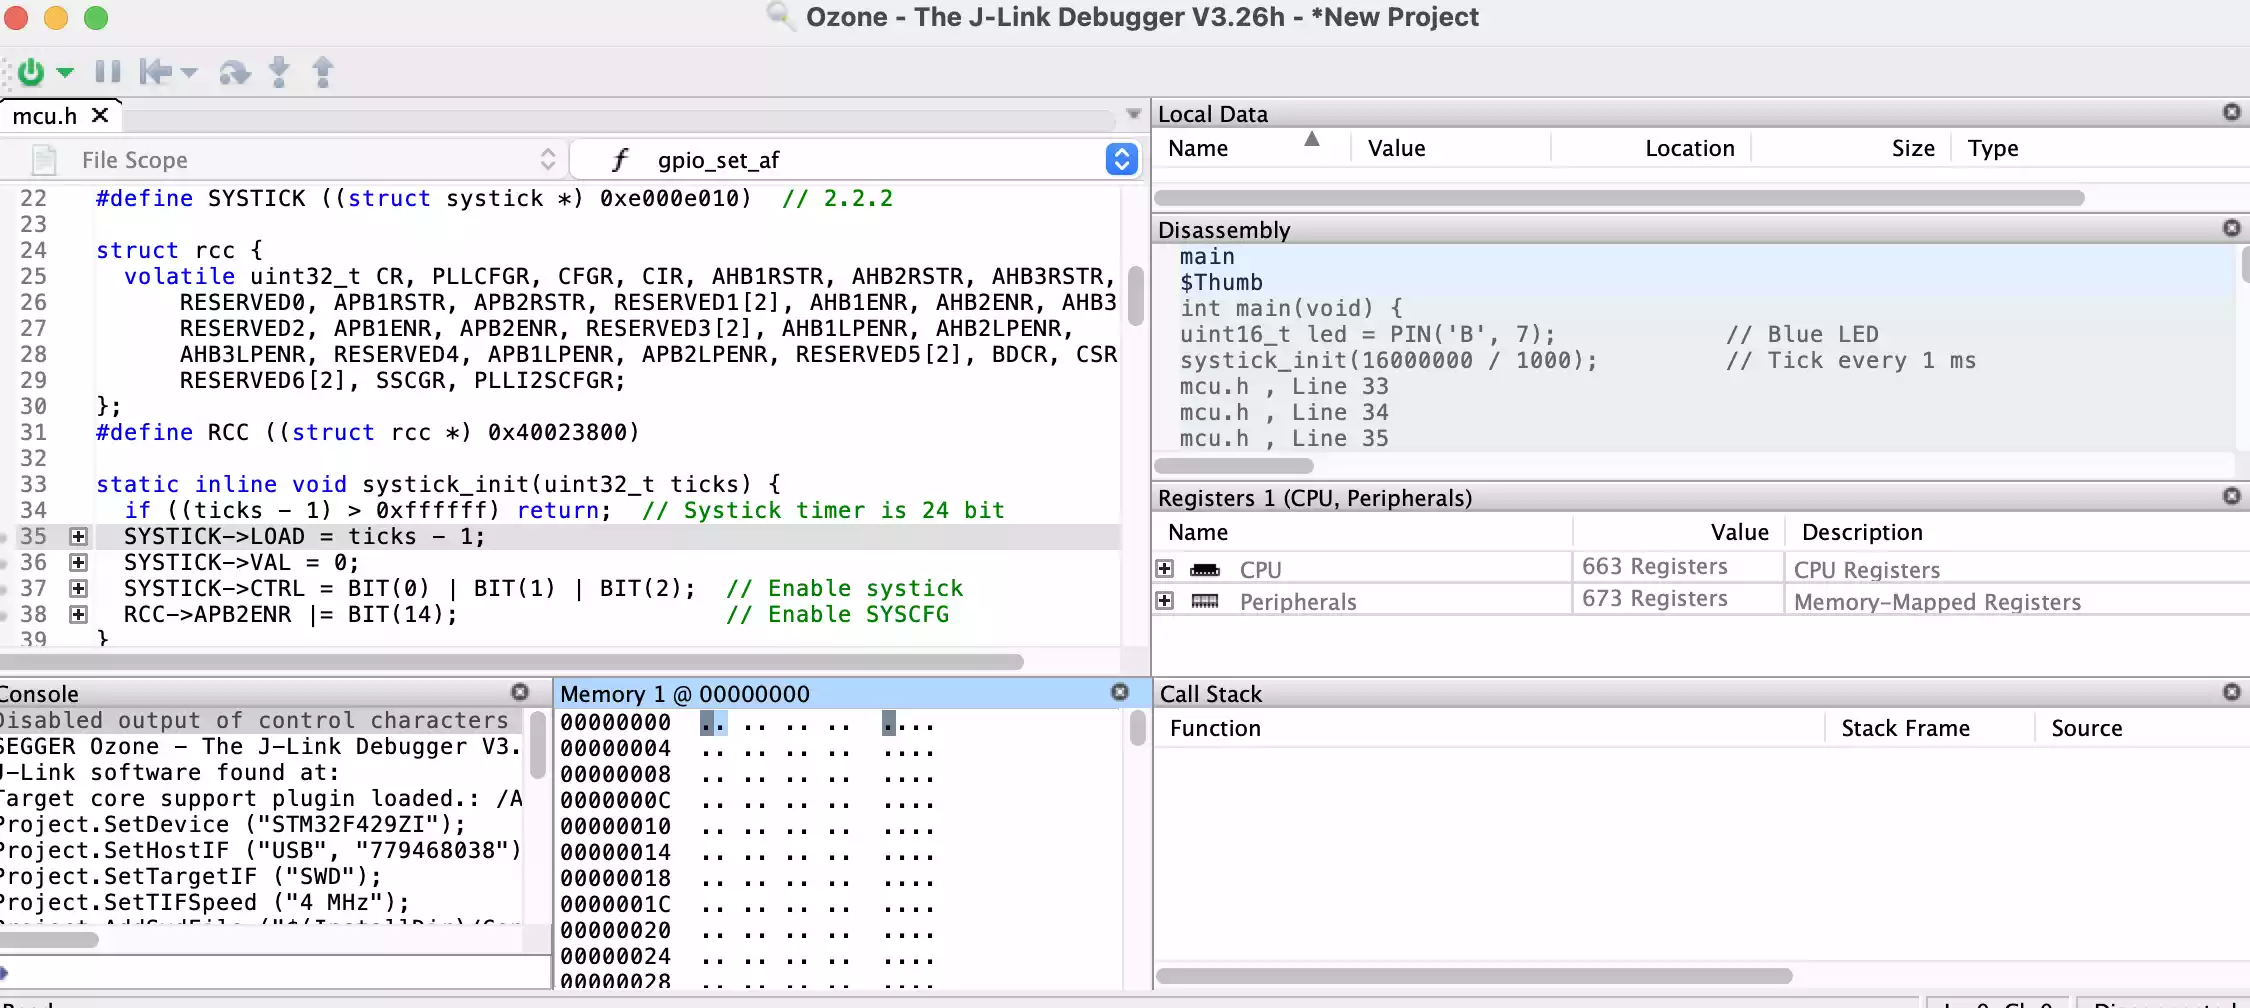 Ozone - The J-Link Debugger V3.26h - *New Project
mcu.h
File Scope
f gpio_set_af
22 #define SYSTICK ((struct systick *) 0xe000e010)  // 2.2.2
23
24 struct rcc {
25 volatile uint32_t CR, PLLCFGR, CFGR, CIR, AHB1RSTR, AHB2RSTR, AHB3RSTR,
26 RESERVED0, APB1RSTR, APB2RSTR, RESERVED1[2], AHB1ENR, AHB2ENR, AHB3
27 RESERVED2, APB1ENR, APB2ENR, RESERVED3[2], AHB1LPENR, AHB2LPENR,
28 AHB3LPENR, RESERVED4, APB1LPENR, APB2LPENR, RESERVED5[2], BDCR, CSR
29 RESERVED6[2], SSCGR, PLLI2SCFGR;
30 };
31 #define RCC ((struct rcc *) 0x40023800)
32
33 static inline void systick_init(uint32_t ticks) {
34 if ((ticks - 1) > 0xffffff) return;  // Systick timer is 24 bit
35 SYSTICK->LOAD = ticks - 1;
36 SYSTICK->VAL = 0;
37 SYSTICK->CTRL = BIT(0) | BIT(1) | BIT(2);  // Enable systick
38 RCC->APB2ENR |= BIT(14);  // Enable SYSCFG
39 }
Local Data
Name Value Location Size Type
Disassembly
main
$Thumb
int main(void) {
uint16_t led = PIN('B', 7); // Blue LED
systick_init(16000000 / 1000); // Tick every 1 ms
mcu.h , Line 33
mcu.h , Line 34
mcu.h , Line 35
Registers 1 (CPU, Peripherals)
Name Value Description
CPU 663 Registers CPU Registers
Peripherals 673 Registers Memory-Mapped Registers
Console
Disabled output of control characters
SEGGER Ozone - The J-Link Debugger V3.
J-Link software found at:
Target core support plugin loaded.: /A
Project.SetDevice ("STM32F429ZI");
Project.SetHostIF ("USB", "779468038")
Project.SetTargetIF ("SWD");
Project.SetTIFSpeed ("4 MHz");
Memory 1 @ 00000000
00000000 .. .. .. .. ....
00000004 .. .. .. .. ....
00000008 .. .. .. .. ....
0000000C .. .. .. .. ....
00000010 .. .. .. .. ....
00000014 .. .. .. .. ....
00000018 .. .. .. .. ....
0000001C .. .. .. .. ....
00000020 .. .. .. .. ....
00000024 .. .. .. .. ....
00000028 .. .. .. .. ....
Call Stack
Function Stack Frame Source